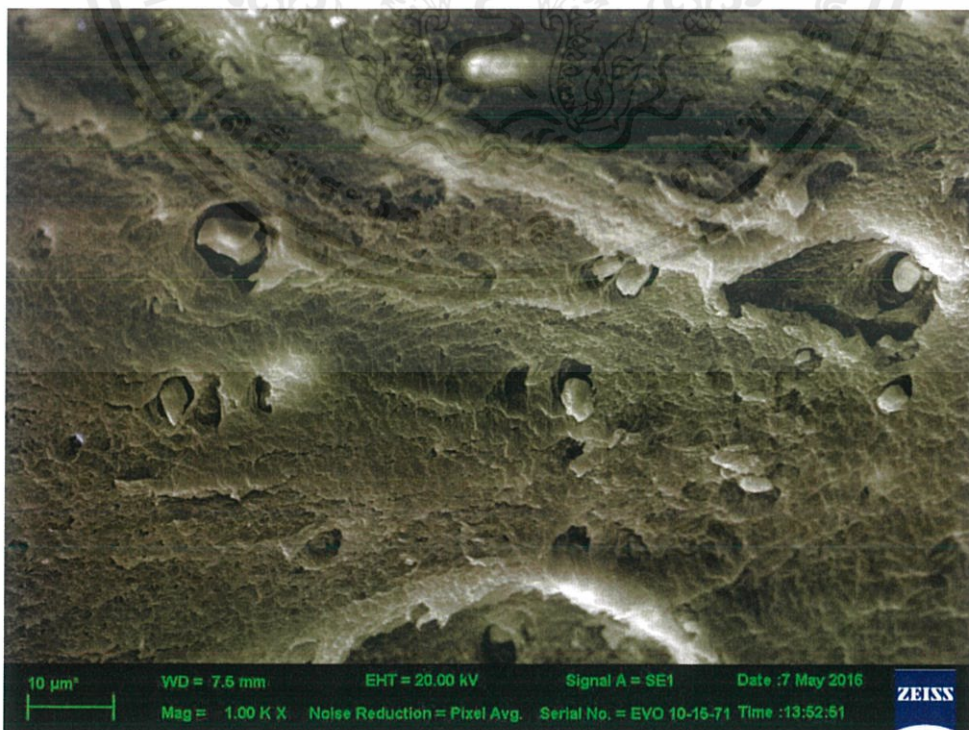 10 µm*
WD = 7.5 mm
EHT = 20.00 kV
Signal A = SE1
Date :7 May 2016
Mag = 1.00 K X
Noise Reduction = Pixel Avg.
Serial No. = EVO 10-15-71
Time :13:52:51
ZEISS